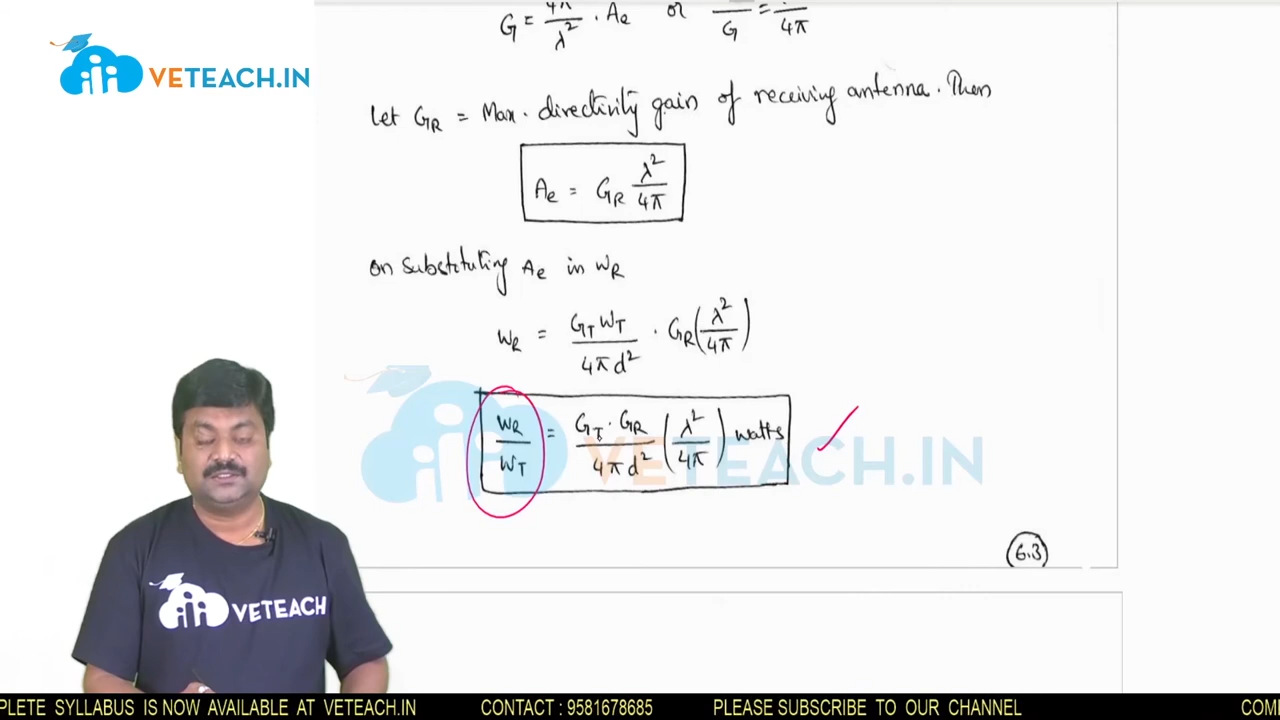 G = 4π/λ² . Ae or /G = /4π
VETEACH.IN
Let GR = Max. directivity gain of receiving antenna. Then
Ae = GR λ²/4π
on substituting Ae in WR
WR = GT WT/4πd² . GR(λ²/4π)
WR/WT = GT . GR/4πd² (λ²/4π) watts
VETEACH.IN
6.3
VETEACH
PLETE SYLLABUS IS NOW AVAILABLE AT VETEACH.IN CONTACT : 9581678685 PLEASE SUBSCRIBE TO OUR CHANNEL COM